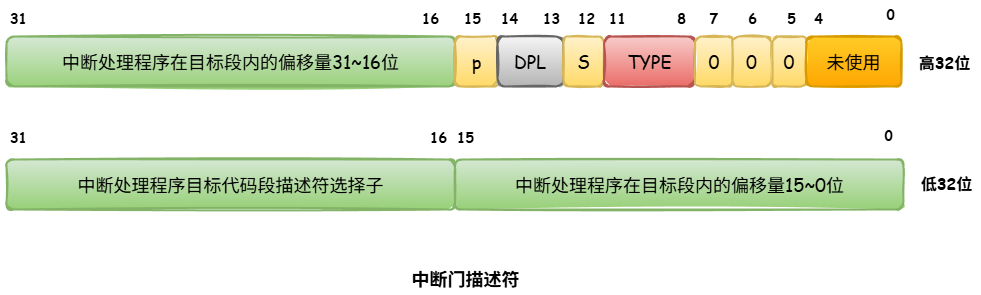 31 16 15 14 13 12 11 8 7 6 5 4 0
中断处理程序在目标段内的偏移量31~16位 p DPL S TYPE 0 0 0 未使用 高32位
31 16 15 0
中断处理程序目标代码段描述符选择子 中断处理程序在目标段内的偏移量15~0位 低32位
中断门描述符